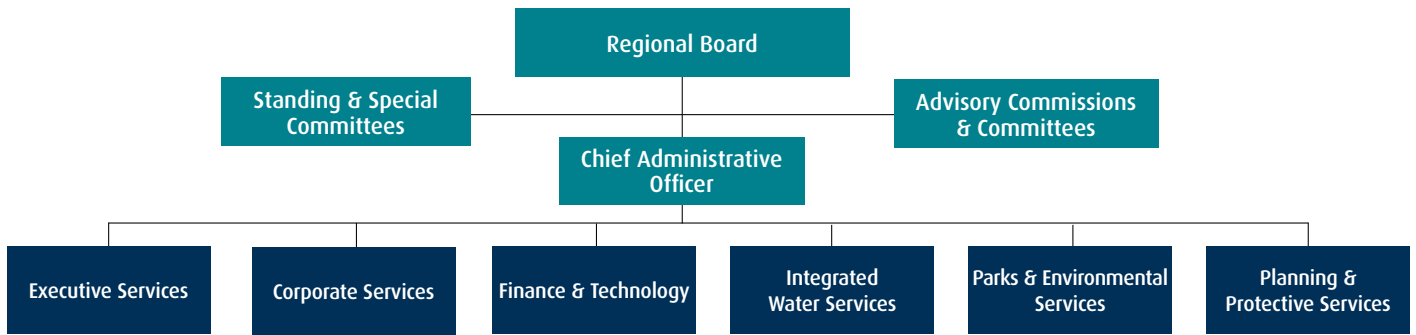 Regional Board
Standing & Special
Committees
Advisory Commissions
& Committees
Chief Administrative
Officer
Executive Services
Corporate Services
Finance & Technology
Integrated
Water Services
Parks & Environmental
Services
Planning &
Protective Services